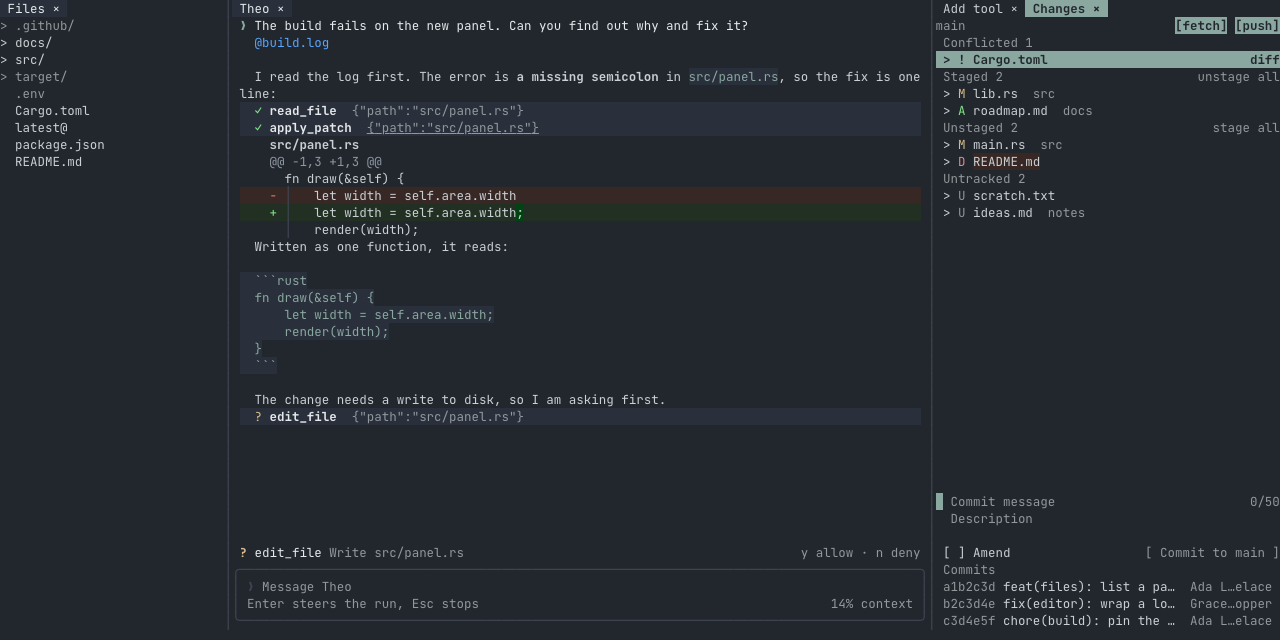 Files ×
> .github/
> docs/
> src/
> target/
.env
Cargo.toml
latest@
package.json
README.md
Theo ×
❫ The build fails on the new panel. Can you find out why and fix it?
@build.log
I read the log first. The error is a missing semicolon in src/panel.rs, so the fix is one
line:
✓ read_file {"path":"src/panel.rs"}
✓ apply_patch {"path":"src/panel.rs"}
src/panel.rs
@@ -1,3 +1,3 @@
fn draw(&self) {
- let width = self.area.width
+ let width = self.area.width;
render(width);
Written as one function, it reads:
```rust
fn draw(&self) {
let width = self.area.width;
render(width);
}
```
The change needs a write to disk, so I am asking first.
? edit_file {"path":"src/panel.rs"}
? edit_file Write src/panel.rs y allow · n deny
❫ Message Theo
Enter steers the run, Esc stops 14% context
Add tool × Changes ×
main [fetch] [push]
Conflicted 1
> ! Cargo.toml diff
Staged 2 unstage all
> M lib.rs src
> A roadmap.md docs
Unstaged 2 stage all
> M main.rs src
> D README.md
Untracked 2
> U scratch.txt
> U ideas.md notes
Commit message 0/50
Description
[ ] Amend [ Commit to main ]
Commits
a1b2c3d feat(files): list a pa… Ada L…elace
b2c3d4e fix(editor): wrap a lo… Grace…opper
c3d4e5f chore(build): pin the … Ada L…elace